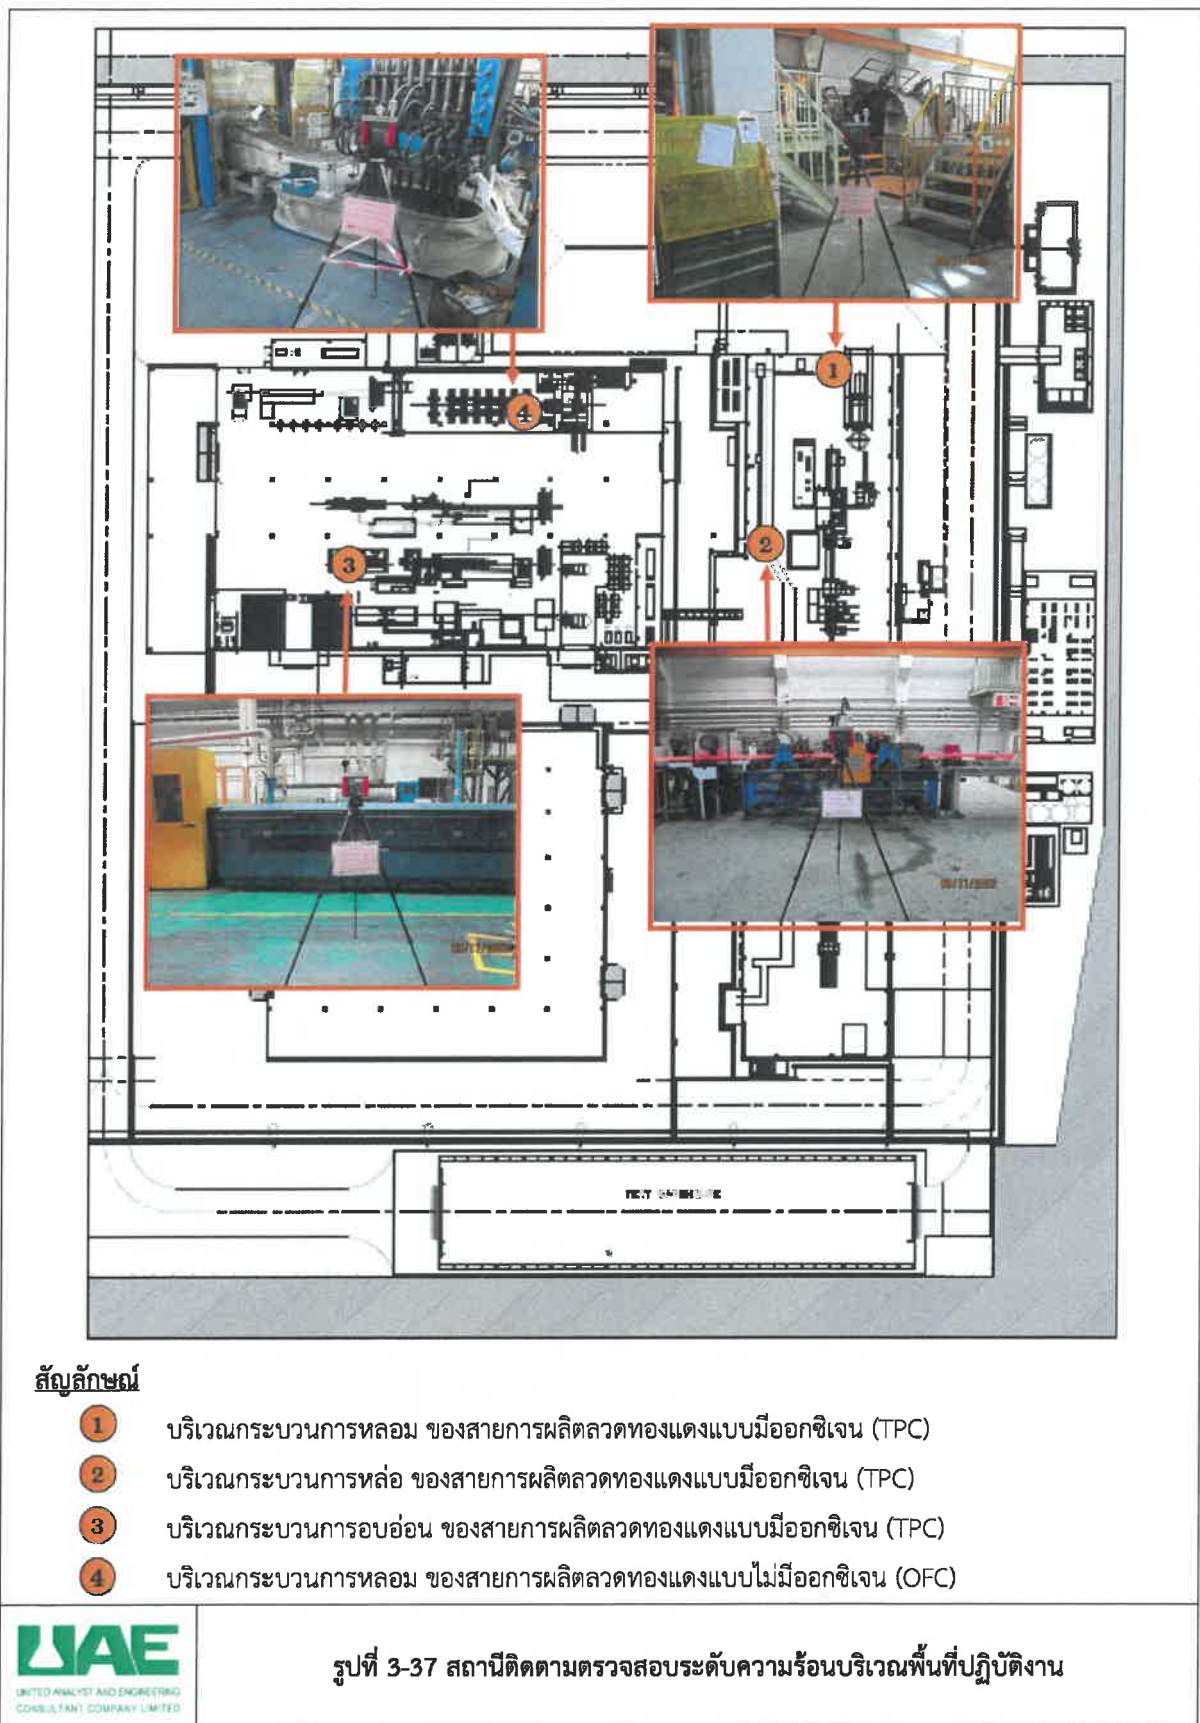 1
4
2
3
สัญลักษณ์
1 บริเวณกระบวนการหลอม ของสายการผลิตลวดทองแดงแบบมีออกซิเจน (TPC)
2 บริเวณกระบวนการหล่อ ของสายการผลิตลวดทองแดงแบบมีออกซิเจน (TPC)
3 บริเวณกระบวนการอบอ่อน ของสายการผลิตลวดทองแดงแบบมีออกซิเจน (TPC)
4 บริเวณกระบวนการหลอม ของสายการผลิตลวดทองแดงแบบไม่มีออกซิเจน (OFC)
UAE
UNITED ANALYST AND ENGINEERING
CONSULTANT COMPANY LIMITED
รูปที่ 3-37 สถานีติดตามตรวจสอบระดับความร้อนบริเวณพื้นที่ปฏิบัติงาน